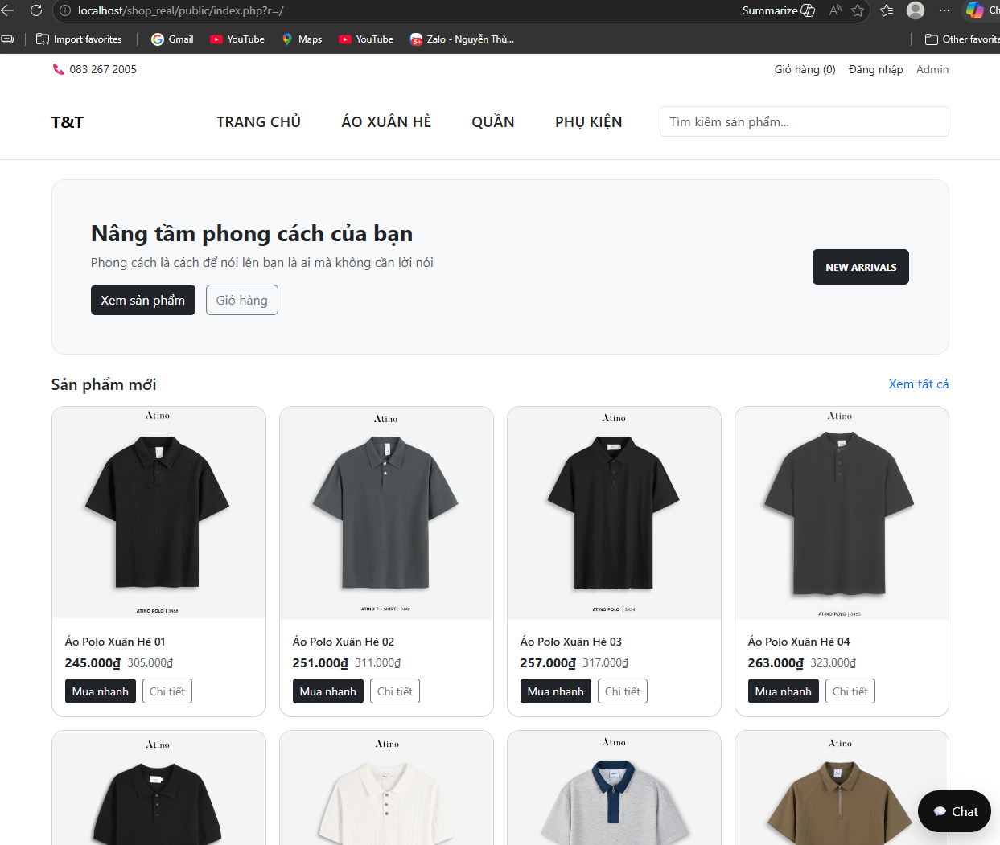 localhost/shop_real/public/index.php?r=/
Summarize
Import favorites
Gmail
YouTube
Maps
YouTube
Zalo - Nguyễn Thù...
Other favorite
083 267 2005
Giỏ hàng (0)
Đăng nhập
Admin
T&T
TRANG CHỦ
ÁO XUÂN HÈ
QUẦN
PHỤ KIỆN
Tìm kiếm sản phẩm...
Nâng tầm phong cách của bạn
Phong cách là cách để nói lên bạn là ai mà không cần lời nói
Xem sản phẩm
Giỏ hàng
NEW ARRIVALS
Sản phẩm mới
Xem tất cả
Atino
Atino
Atino
Atino
ATINO POLO | 3468
ATINO T - SHIRT | 3442
ATINO POLO | 3434
ATINO POLO | 3463
Áo Polo Xuân Hè 01
245.000₫ 305.000₫
Mua nhanh
Chi tiết
Áo Polo Xuân Hè 02
251.000₫ 311.000₫
Mua nhanh
Chi tiết
Áo Polo Xuân Hè 03
257.000₫ 317.000₫
Mua nhanh
Chi tiết
Áo Polo Xuân Hè 04
263.000₫ 323.000₫
Mua nhanh
Chi tiết
Atino
Atino
Atino
Atino
Chat